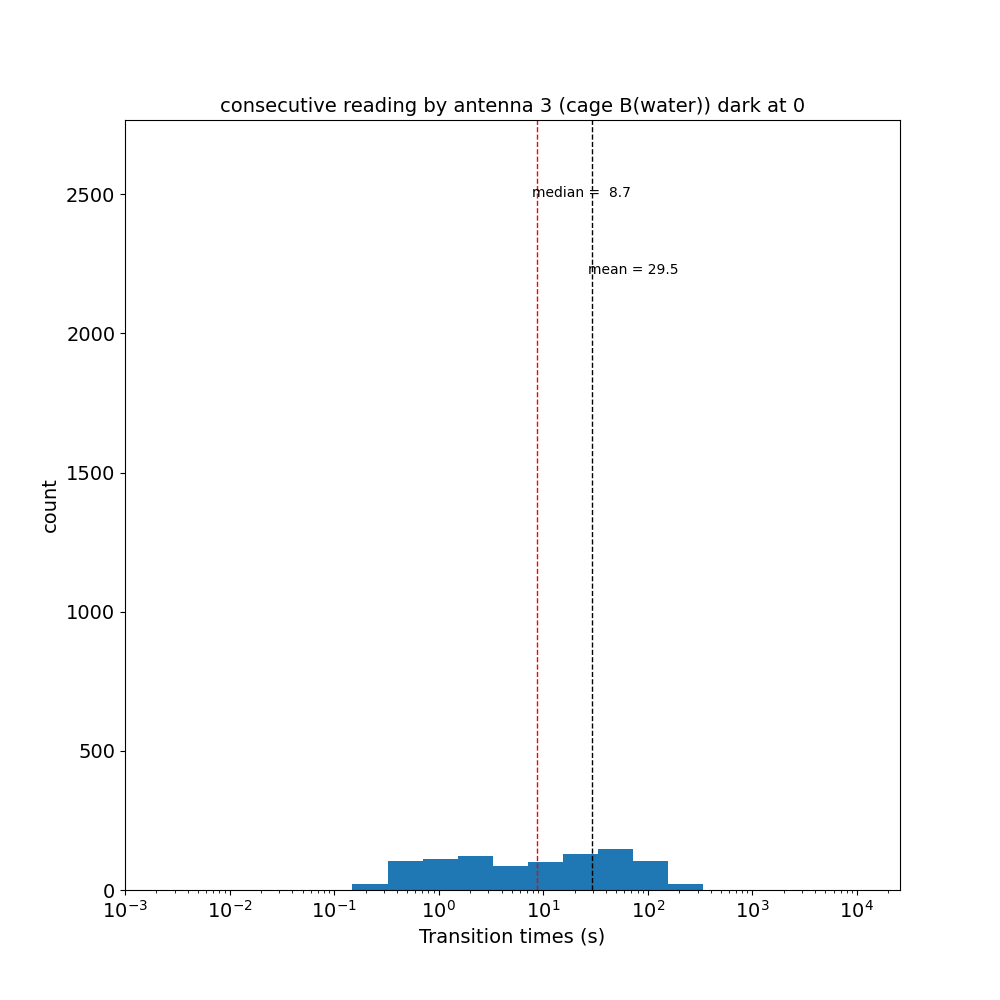 consecutive reading by antenna 3 (cage B(water)) dark at 0
2500
median =  8.7
mean = 29.5
2000
1500
count
1000
500
0
10⁻³ 10⁻² 10⁻¹ 10⁰ 10¹ 10² 10³ 10⁴
Transition times (s)